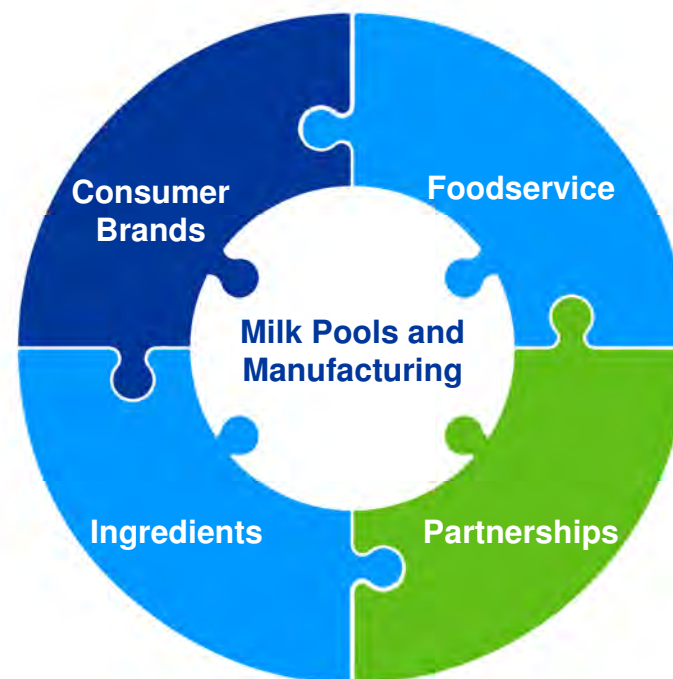 Consumer
Brands
Foodservice
Milk Pools and
Manufacturing
Ingredients
Partnerships